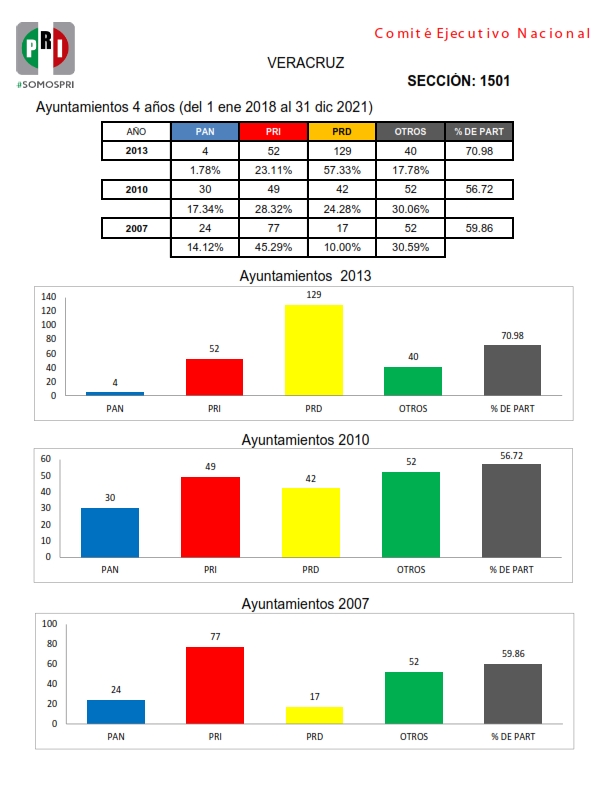 Comité Ejecutivo Nacional
PRI
#SOMOSPRI
VERACRUZ
SECCIÓN: 1501
Ayuntamientos 4 años (del 1 ene 2018 al 31 dic 2021)
AÑO PAN PRI PRD OTROS % DE PART
2013 4 52 129 40 70.98
1.78% 23.11% 57.33% 17.78%
2010 30 49 42 52 56.72
17.34% 28.32% 24.28% 30.06%
2007 24 77 17 52 59.86
14.12% 45.29% 10.00% 30.59%
Ayuntamientos 2013
140
120
100
80
60
40
20
0
4 52 129 40 70.98
PAN PRI PRD OTROS % DE PART
Ayuntamientos 2010
60
50
40
30
20
10
0
30 49 42 52 56.72
PAN PRI PRD OTROS % DE PART
Ayuntamientos 2007
100
80
60
40
20
0
24 77 17 52 59.86
PAN PRI PRD OTROS % DE PART